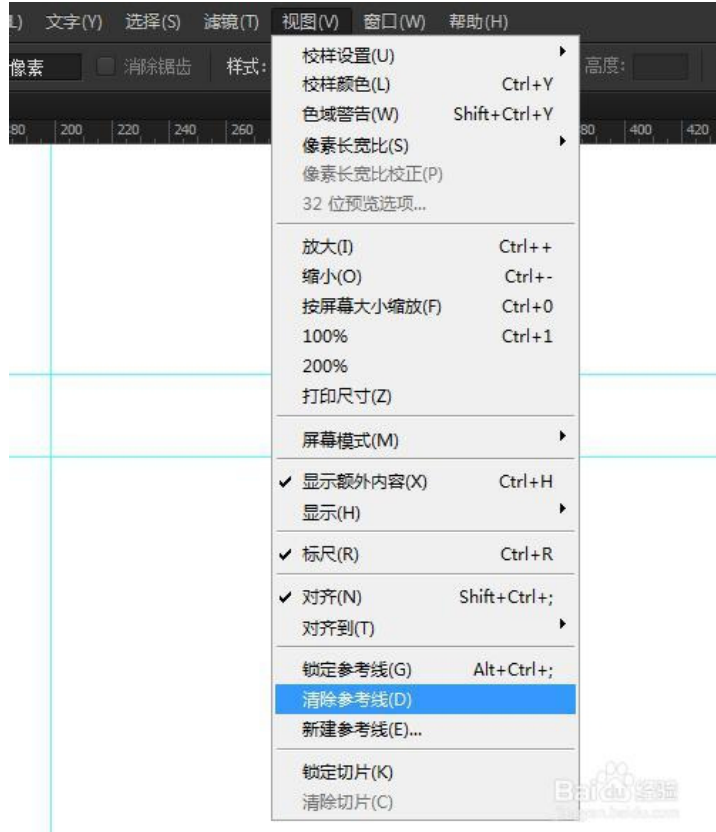 L) 文字(Y) 选择(S) 滤镜(T) 视图(V) 窗口(W) 帮助(H)
像素 消除锯齿 样式: 高度:
80 200 220 240 260 80 400 420
校样设置(U)
校样颜色(L) Ctrl+Y
色域警告(W) Shift+Ctrl+Y
像素长宽比(S)
像素长宽比校正(P)
32 位预览选项...
放大(I) Ctrl++
缩小(O) Ctrl+-
按屏幕大小缩放(F) Ctrl+0
100% Ctrl+1
200%
打印尺寸(Z)
屏幕模式(M)
显示额外内容(X) Ctrl+H
显示(H)
标尺(R) Ctrl+R
对齐(N) Shift+Ctrl+;
对齐到(T)
锁定参考线(G) Alt+Ctrl+;
清除参考线(D)
新建参考线(E)...
锁定切片(K)
清除切片(C)
Baidu 经验
jingyan.baidu.com